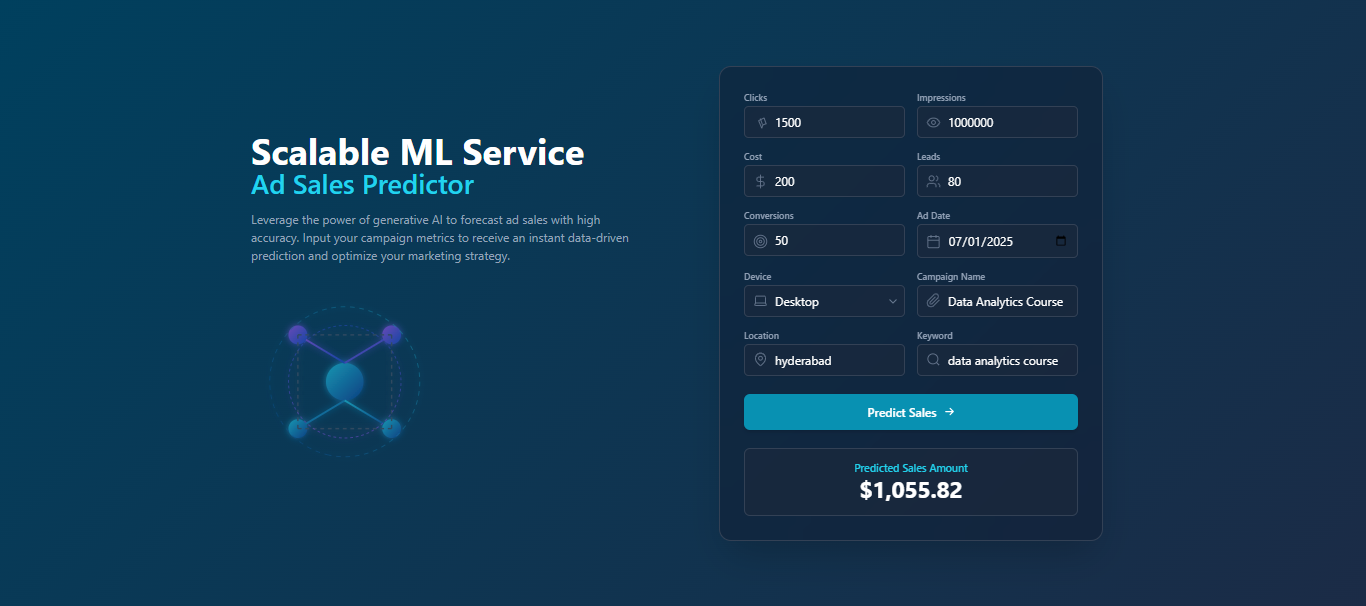 Scalable ML Service
Ad Sales Predictor
Leverage the power of generative AI to forecast ad sales with high
accuracy. Input your campaign metrics to receive an instant data-driven
prediction and optimize your marketing strategy.
Clicks
1500
Impressions
1000000
Cost
200
Leads
80
Conversions
50
Ad Date
07/01/2025
Device
Desktop
Campaign Name
Data Analytics Course
Location
hyderabad
Keyword
data analytics course
Predict Sales →
Predicted Sales Amount
$1,055.82